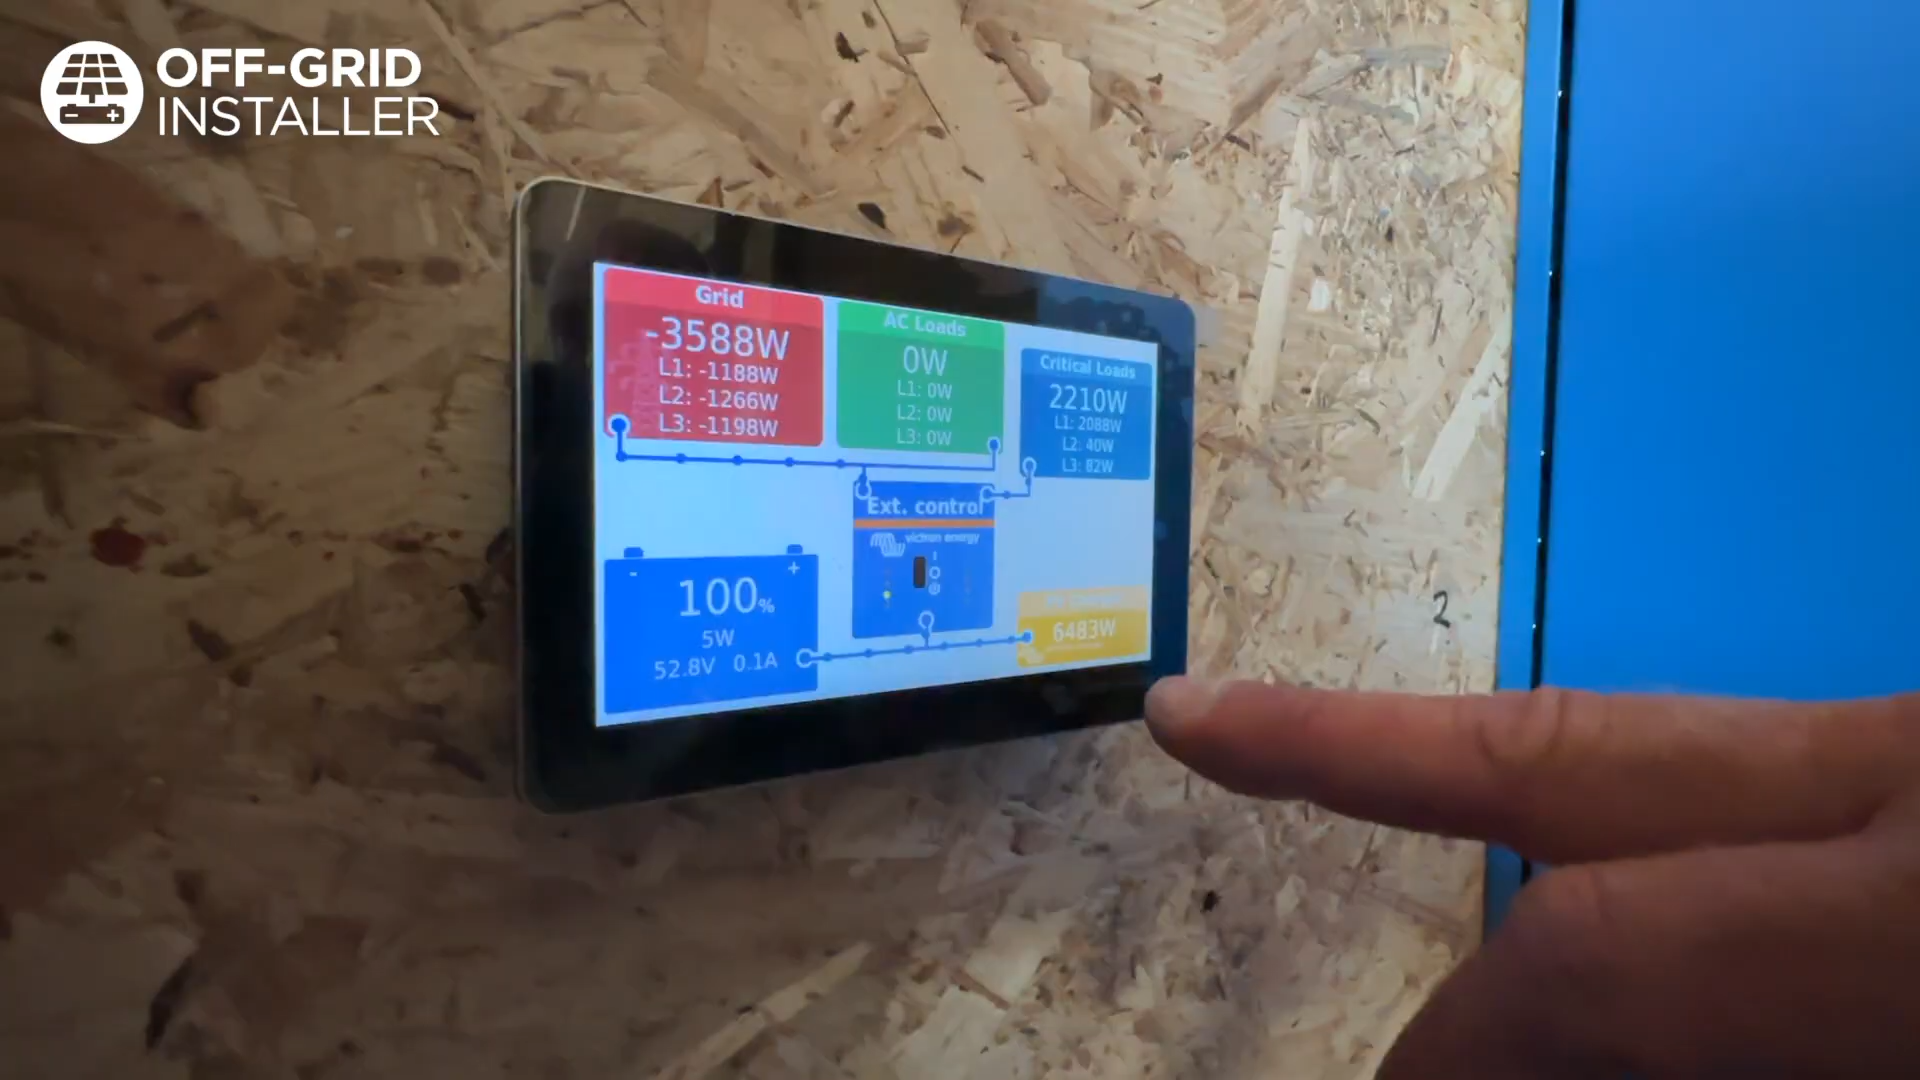 OFF-GRID
INSTALLER
Grid
-3588W
L1: -1188W
L2: -1266W
L3: -1198W
AC Loads
0W
L1: 0W
L2: 0W
L3: 0W
Critical Loads
2210W
L1: 2088W
L2: 40W
L3: 82W
Ext. control
victron energy
100%
5W
52.8V 0.1A
6483W
2